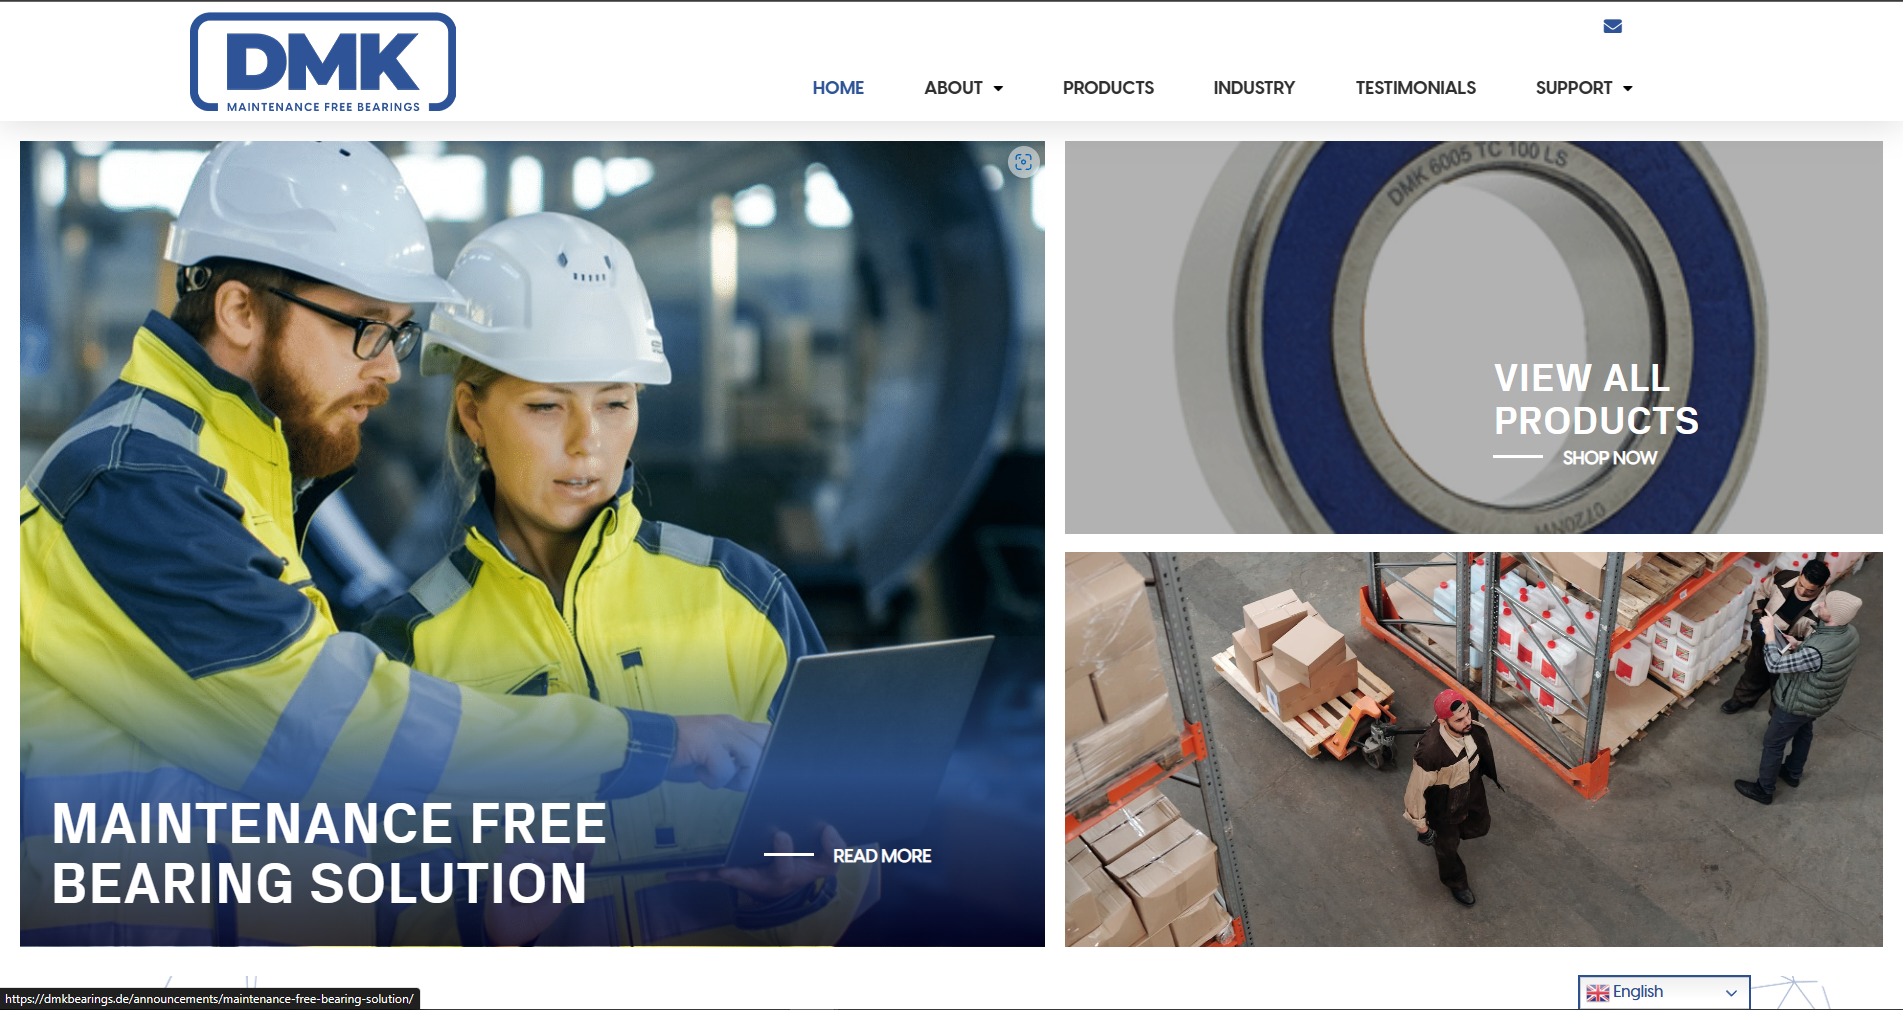 DMK
MAINTENANCE FREE BEARINGS
HOME
ABOUT
PRODUCTS
INDUSTRY
TESTIMONIALS
SUPPORT
MAINTENANCE FREE
BEARING SOLUTION
READ MORE
DMK 6005 TC 100 LS
VIEW ALL
PRODUCTS
SHOP NOW
https://dmkbearings.de/announcements/maintenance-free-bearing-solution/
English